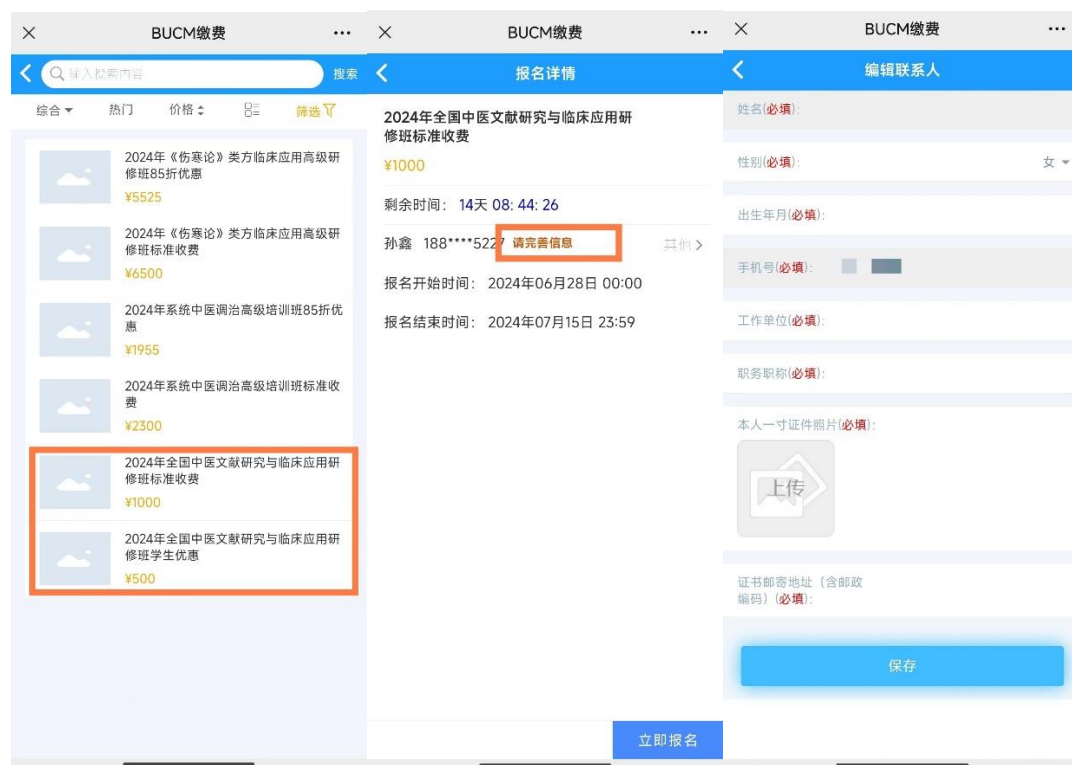 BUCM缴费
输入搜索内容
搜索
综合
热门
价格
筛选
2024年《伤寒论》类方临床应用高级研
修班85折优惠
¥5525
2024年《伤寒论》类方临床应用高级研
修班标准收费
¥6500
2024年系统中医调治高级培训班85折优
惠
¥1955
2024年系统中医调治高级培训班标准收
费
¥2300
2024年全国中医文献研究与临床应用研
修班标准收费
¥1000
2024年全国中医文献研究与临床应用研
修班学生优惠
¥500
BUCM缴费
报名详情
2024年全国中医文献研究与临床应用研
修班标准收费
¥1000
剩余时间： 14天 08: 44: 26
孙鑫 188****5227 请完善信息 其他
报名开始时间： 2024年06月28日 00:00
报名结束时间： 2024年07月15日 23:59
立即报名
BUCM缴费
编辑联系人
姓名(必填):
性别(必填): 女
出生年月(必填):
手机号(必填):
工作单位(必填):
职务职称(必填):
本人一寸证件照片(必填):
上传
证书邮寄地址（含邮政
编码）(必填):
保存